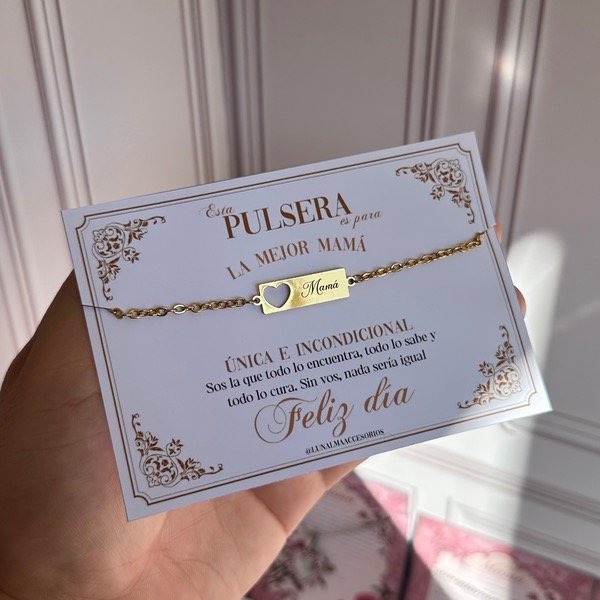 Esta
PULSERA
es para
LA MEJOR MAMÁ
Mamá
ÚNICA E INCONDICIONAL
Sos la que todo lo encuentra, todo lo sabe y
todo lo cura. Sin vos, nada sería igual
Feliz día
@LUNALMAACCESORIOS